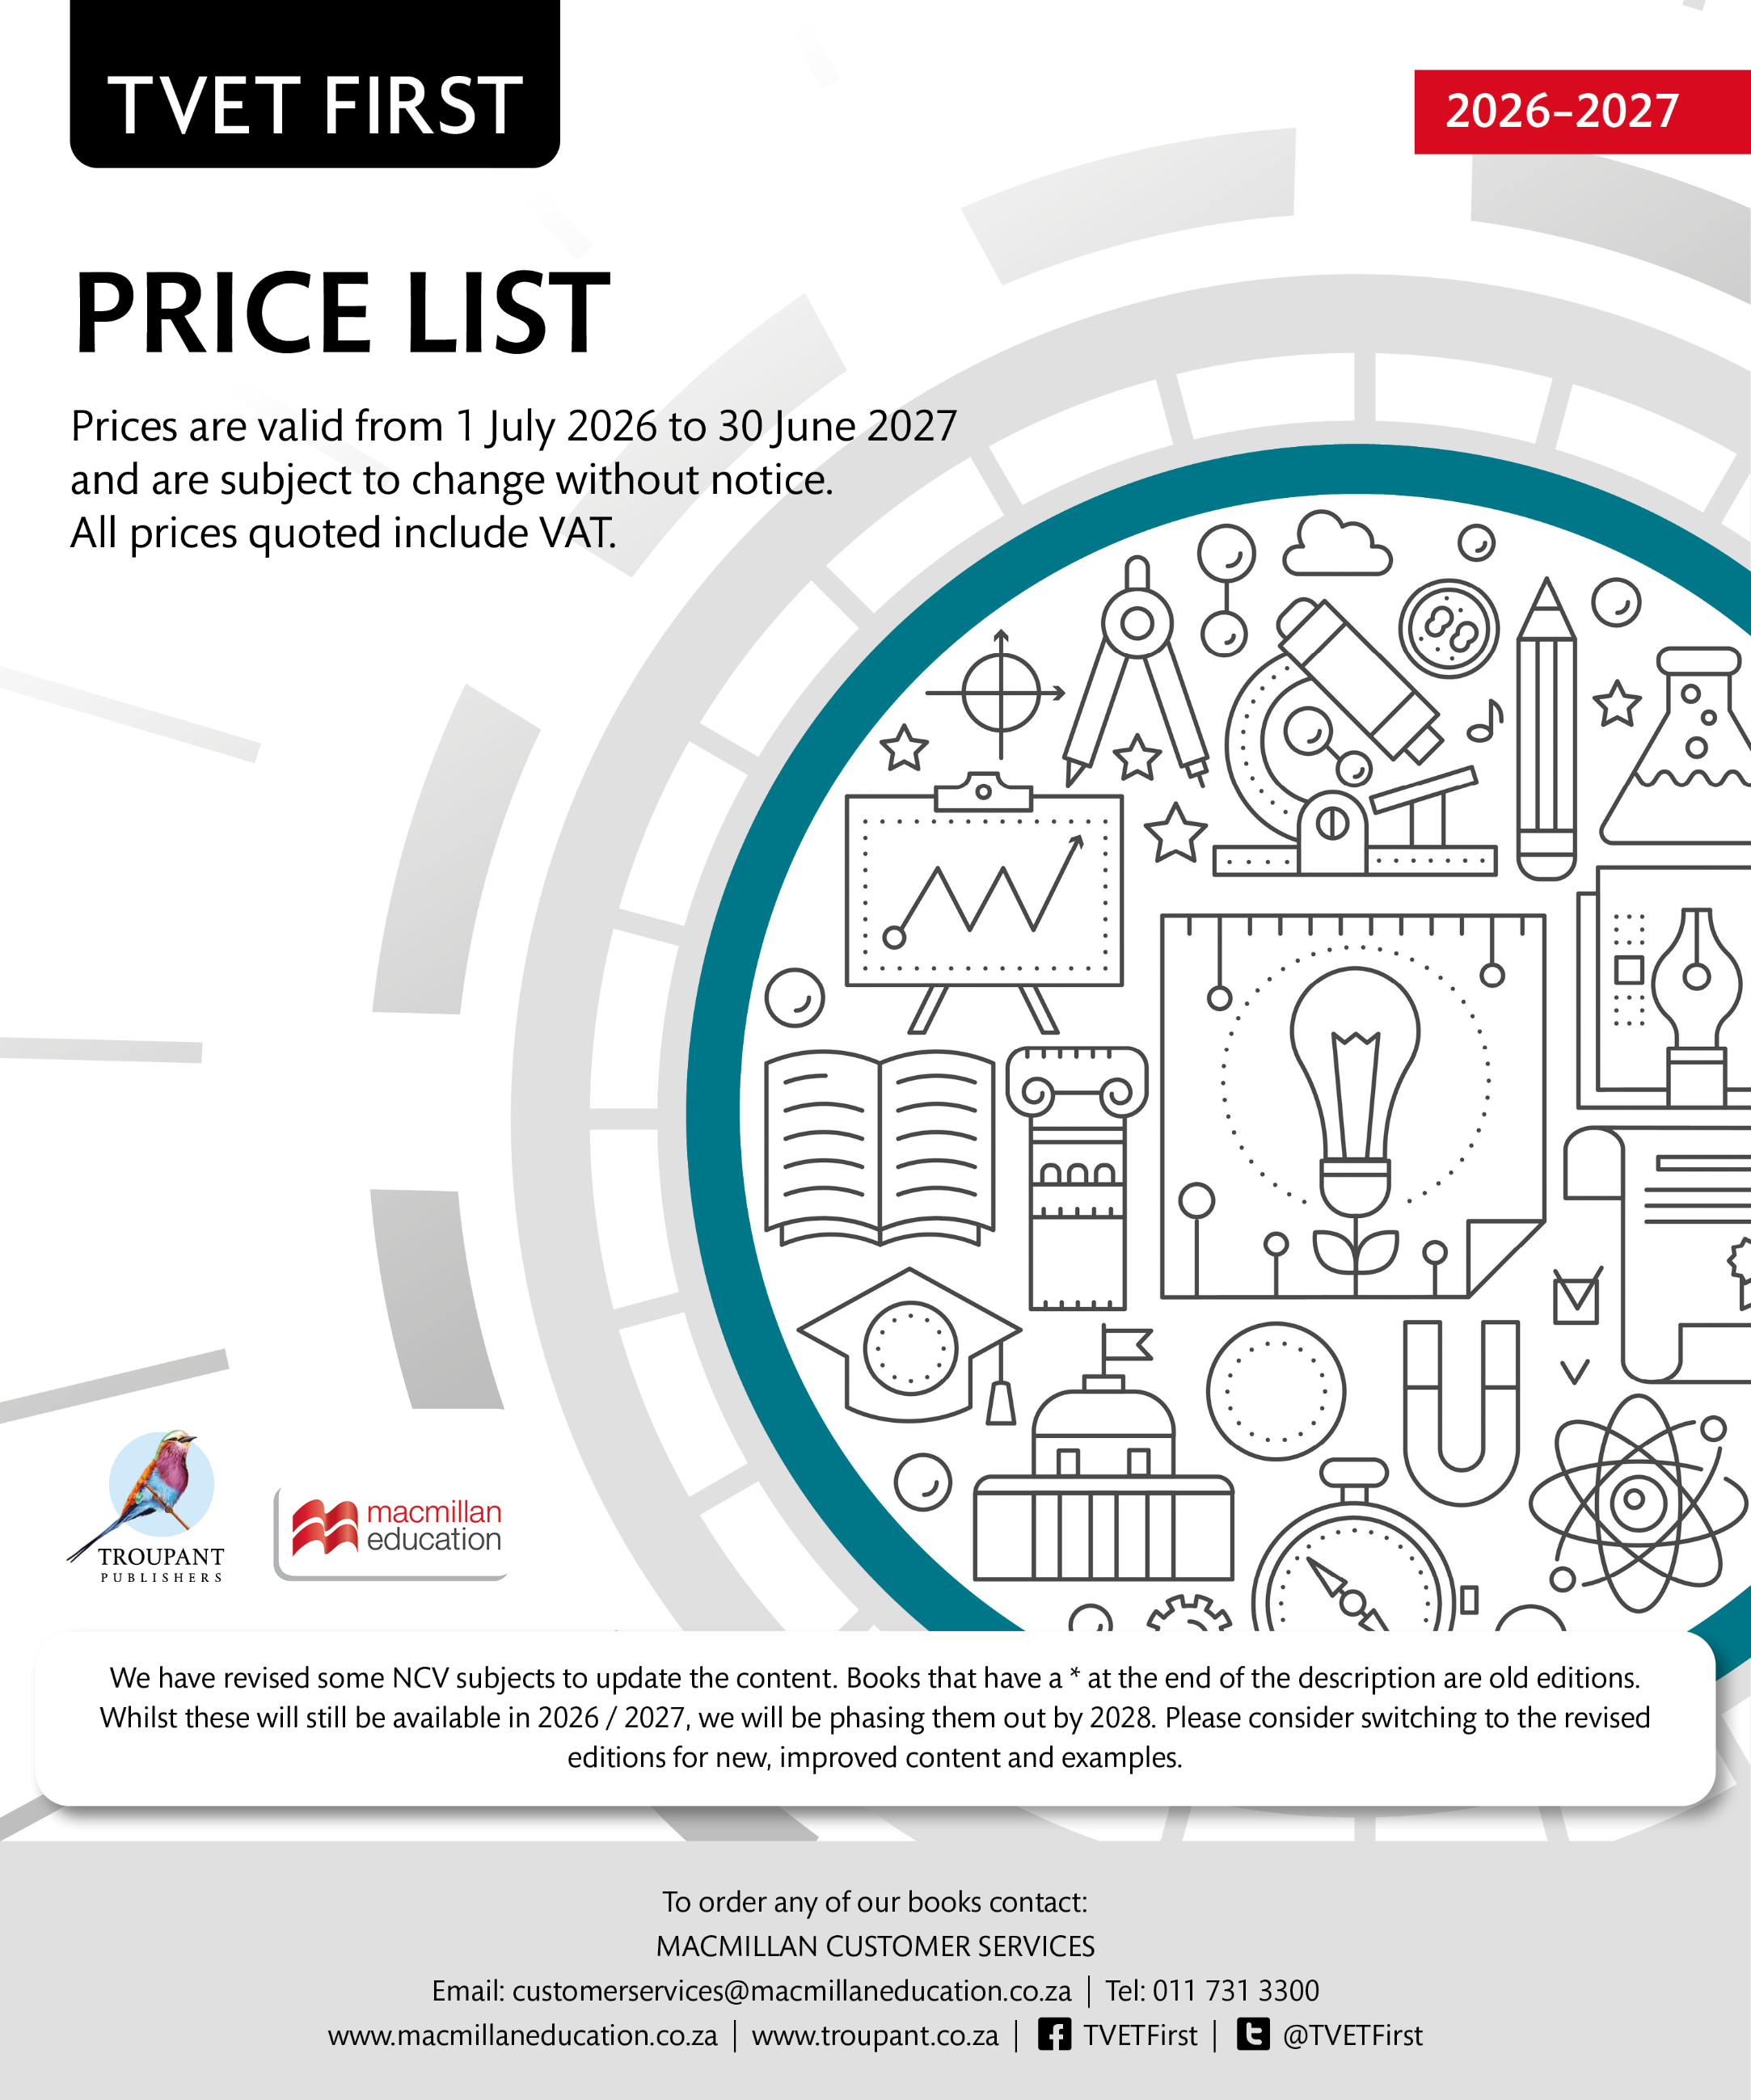 TVET FIRST
2026–2027
PRICE LIST
Prices are valid from 1 July 2026 to 30 June 2027
and are subject to change without notice.
All prices quoted include VAT.
TROUPANT
PUBLISHERS
macmillan
education
We have revised some NCV subjects to update the content. Books that have a * at the end of the description are old editions.
Whilst these will still be available in 2026 / 2027, we will be phasing them out by 2028. Please consider switching to the revised
editions for new, improved content and examples.
To order any of our books contact:
MACMILLAN CUSTOMER SERVICES
Email: customerservices@macmillaneducation.co.za | Tel: 011 731 3300
www.macmillaneducation.co.za | www.troupant.co.za | TVETFirst | @TVETFirst